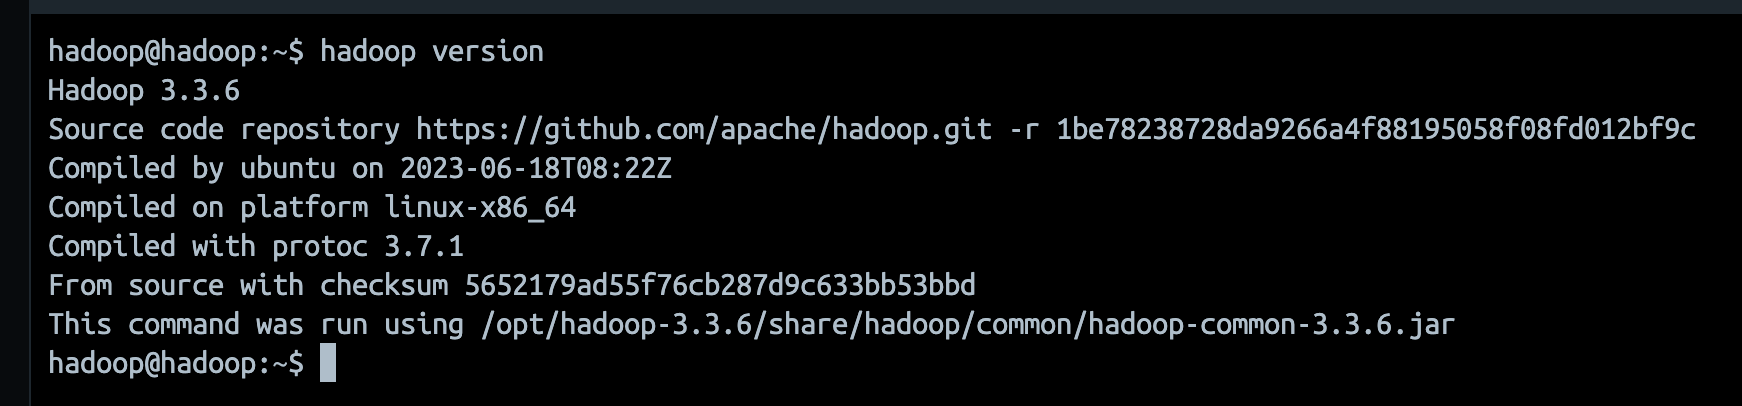 hadoop@hadoop:~$ hadoop version
Hadoop 3.3.6
Source code repository https://github.com/apache/hadoop.git -r 1be78238728da9266a4f88195058f08fd012bf9c
Compiled by ubuntu on 2023-06-18T08:22Z
Compiled on platform linux-x86_64
Compiled with protoc 3.7.1
From source with checksum 5652179ad55f76cb287d9c633bb53bbd
This command was run using /opt/hadoop-3.3.6/share/hadoop/common/hadoop-common-3.3.6.jar
hadoop@hadoop:~$